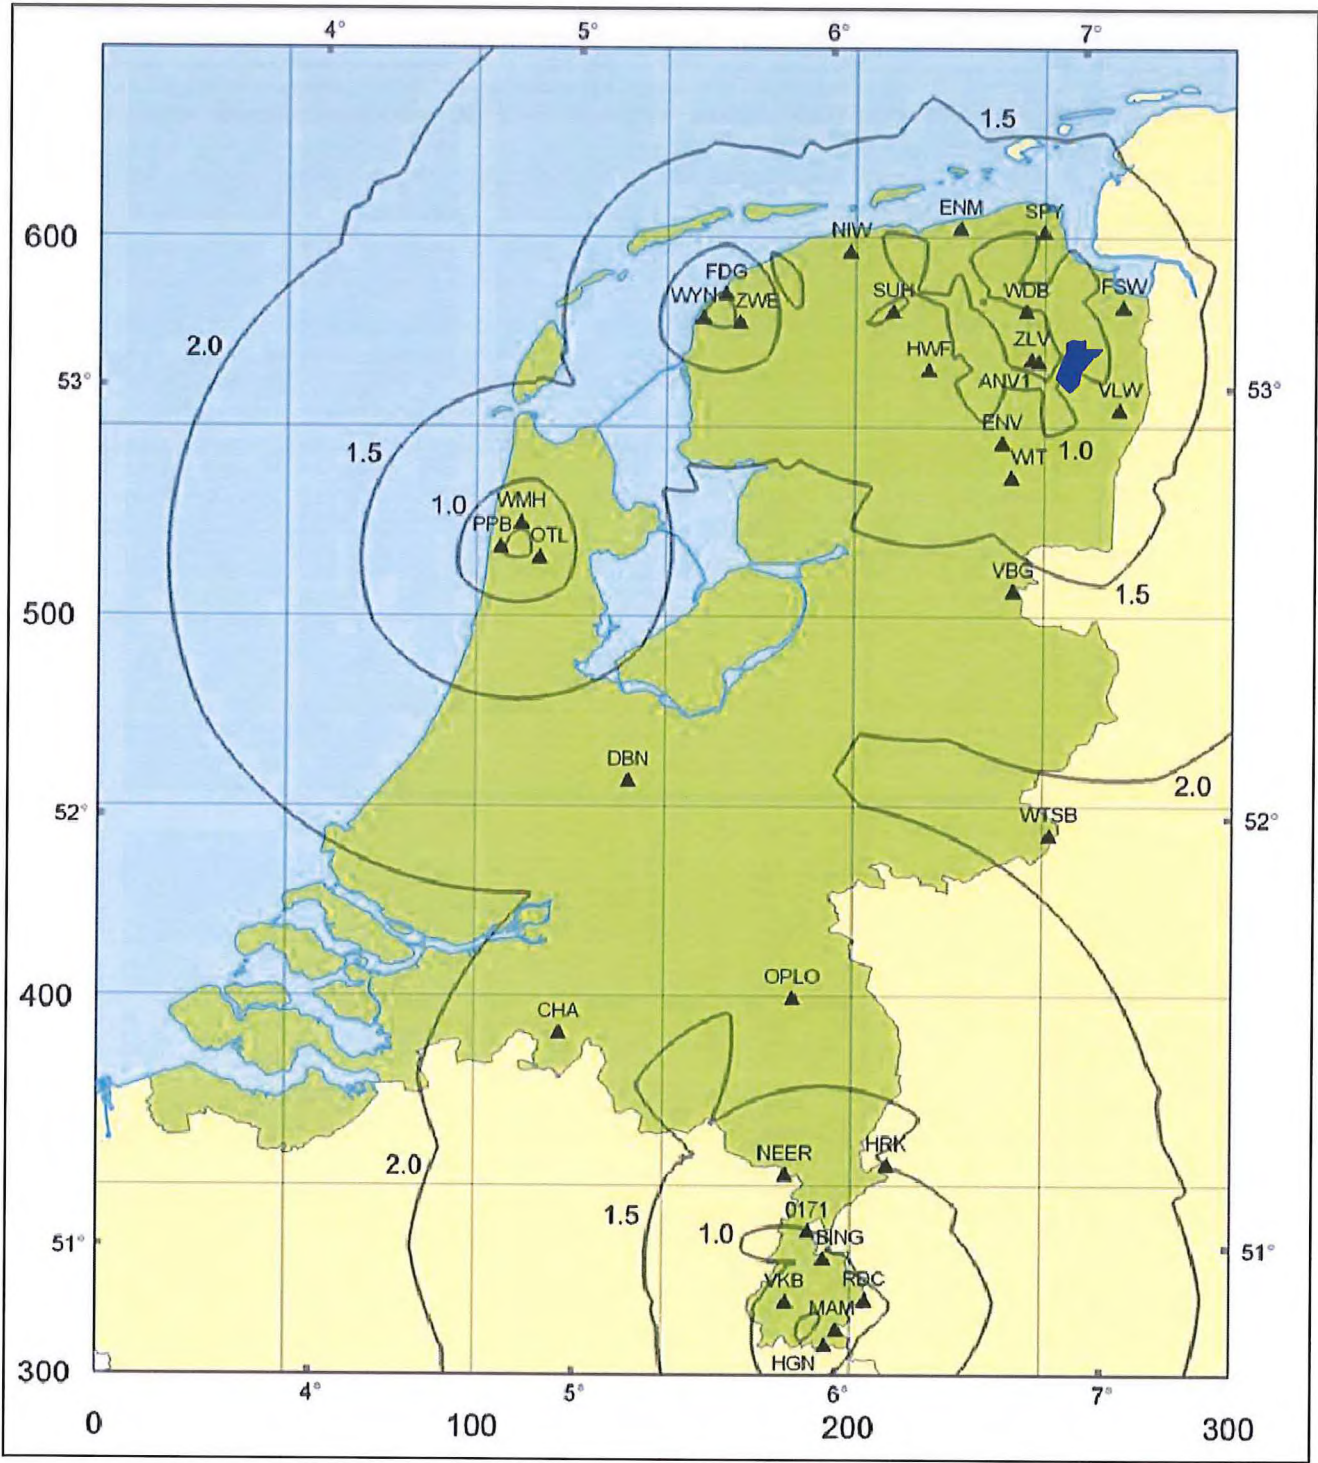 4° 5° 6° 7°
1.5
600
ENM SPY
NIW
FDG
WYN ZWE
SUH WDB FSW
2.0
HWF ZLV
53° 53°
ANV1 VLW
ENV
1.5 1.0
WIT
1.0 WMH
PPB OTL
VBG
500 1.5
DBN
2.0
52° WTSB 52°
OPLO
400
CHA
2.0 NEER HRK
0171
1.5 1.0 BING
51° 51°
VKB RDC
MAM
HGN
300
4° 5° 6° 7°
0 100 200 300